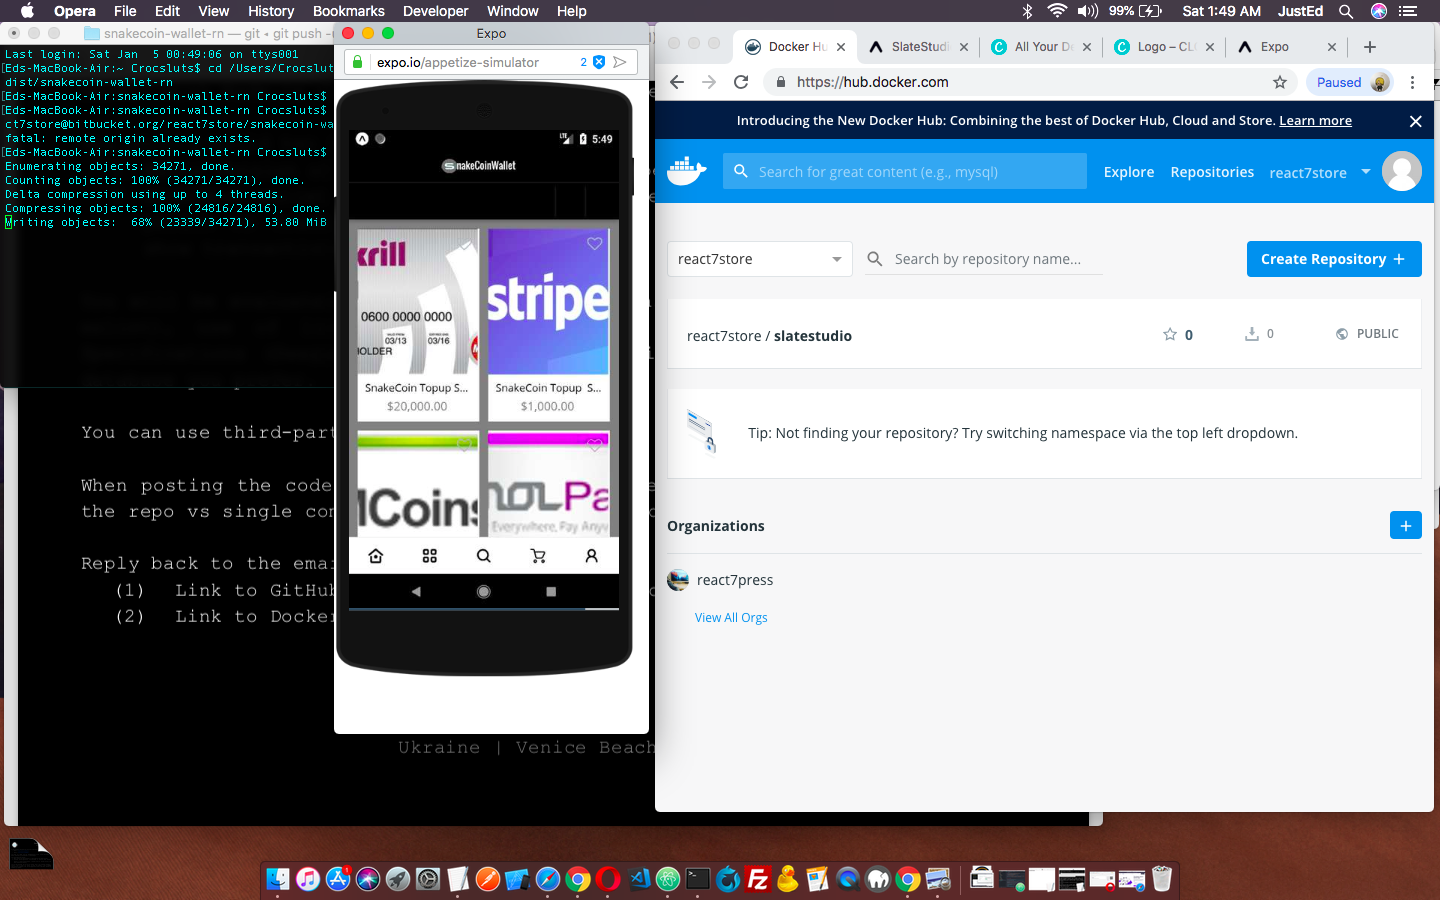 Opera File Edit View History Bookmarks Developer Window Help
99% Sat 1:49 AM JustEd
snakecoin-wallet-rn — git ◂ git push
Last login: Sat Jan  5 00:49:06 on ttys001
[Eds-MacBook-Air:~ Crocsluts$ cd /Users/Crocslut
dist/snakecoin-wallet-rn
[Eds-MacBook-Air:snakecoin-wallet-rn Crocsluts$
[Eds-MacBook-Air:snakecoin-wallet-rn Crocsluts$
ct7store@bitbucket.org/react7store/snakecoin-wa
fatal: remote origin already exists.
[Eds-MacBook-Air:snakecoin-wallet-rn Crocsluts$
Enumerating objects: 34271, done.
Counting objects: 100% (34271/34271), done.
Delta compression using up to 4 threads.
Compressing objects: 100% (24816/24816), done.
Writing objects:  68% (23339/34271), 53.80 MiB
You can use third-par
When posting the code
the repo vs single con
Reply back to the emai
(1) Link to GitHub
(2) Link to Docker
Ukraine | Venice Beach
Expo
expo.io/appetize-simulator
2
LTE 5:49
SnakeCoinWallet
krill
0600 0000 0000
03/13 03/16
HOLDER
SnakeCoin Topup S...
$20,000.00
stripe
SnakeCoin Topup S...
$1,000.00
MCoins
Everywhere, Pay Anyw
Docker Hu
SlateStudi
All Your De
Logo – CL
Expo
https://hub.docker.com
Paused
Introducing the New Docker Hub: Combining the best of Docker Hub, Cloud and Store. Learn more
Search for great content (e.g., mysql)
Explore
Repositories
react7store
react7store
Search by repository name...
Create Repository +
react7store / slatestudio
0
0
PUBLIC
Tip: Not finding your repository? Try switching namespace via the top left dropdown.
Organizations
+
react7press
View All Orgs